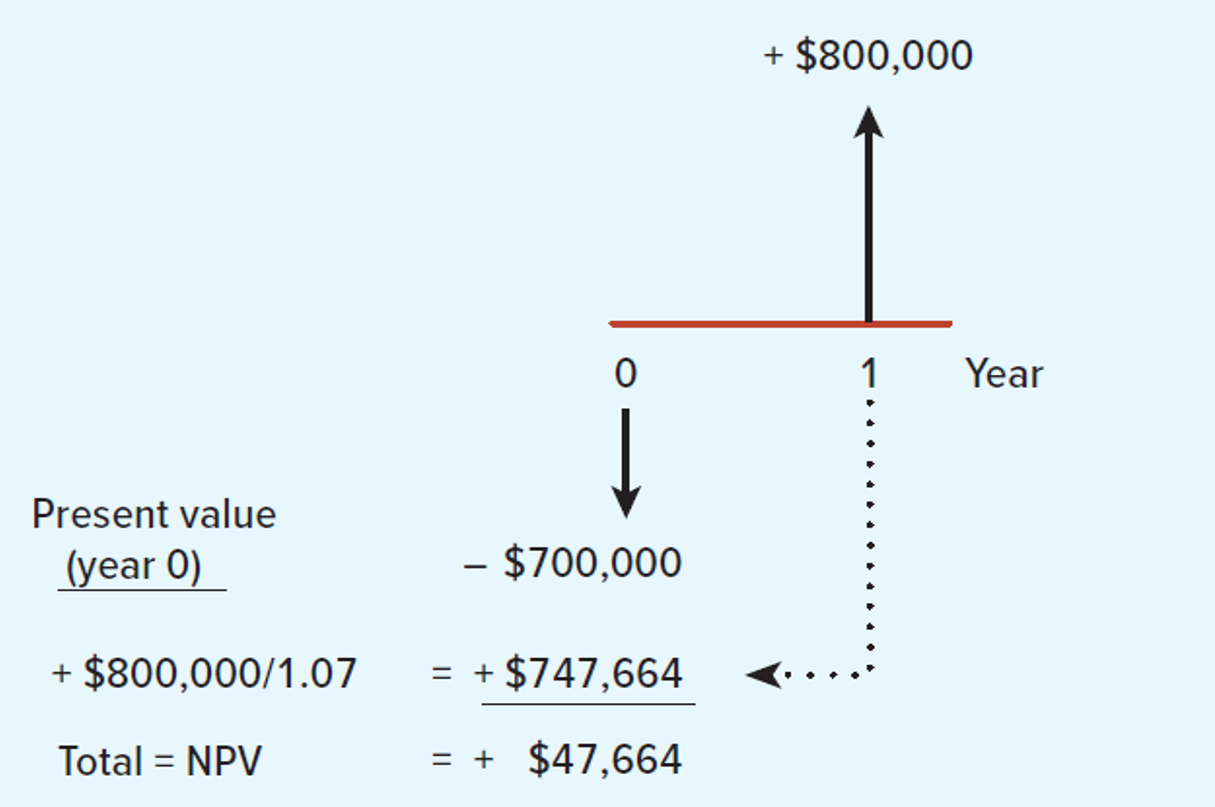 + $800,000
0 1 Year
Present value
(year 0) – $700,000
+ $800,000/1.07 = + $747,664
Total = NPV = + $47,664